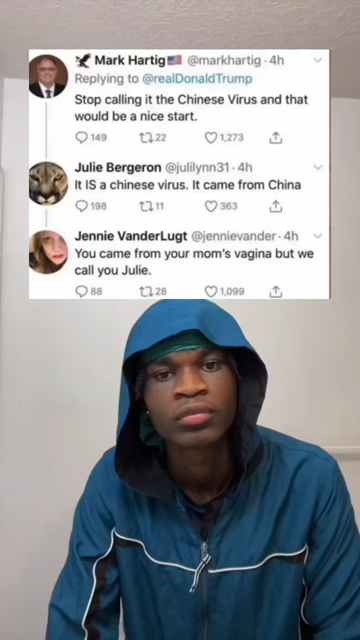 Mark Hartig🇺🇸 @markhartig · 4h
Replying to @realDonaldTrump
Stop calling it the Chinese Virus and that
would be a nice start.
149 22 1,273
Julie Bergeron @julilynn31 · 4h
It IS a chinese virus. It came from China
198 11 363
Jennie VanderLugt @jennievander · 4h
You came from your mom's vagina but we
call you Julie.
88 28 1,099